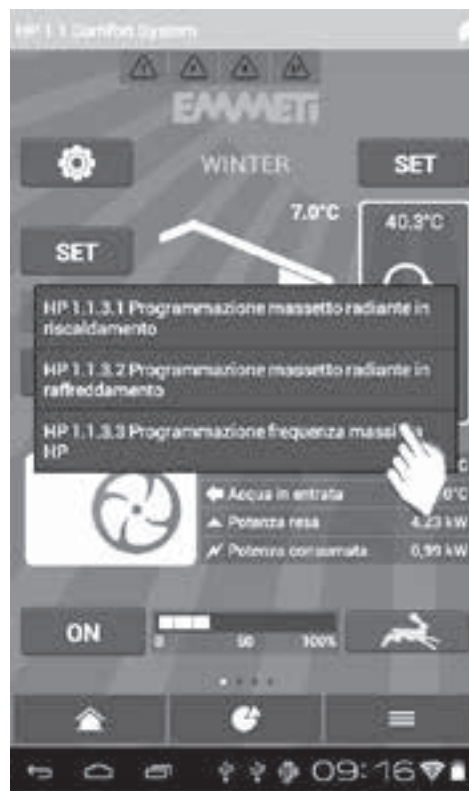 HP 1.1 Comfort System
EMMETI
WINTER
SET
7.0°C
40.3°C
SET
HP 1.1.3.1 Programmazione massetto radiante in
riscaldamento
HP 1.1.3.2 Programmazione massetto radiante in
raffreddamento
HP 1.1.3.3 Programmazione frequenza
HP
Acqua in entrata
Potenza resa 4.23 kW
Potenza consumata 0,99 kW
ON
0 50 100%
09:16